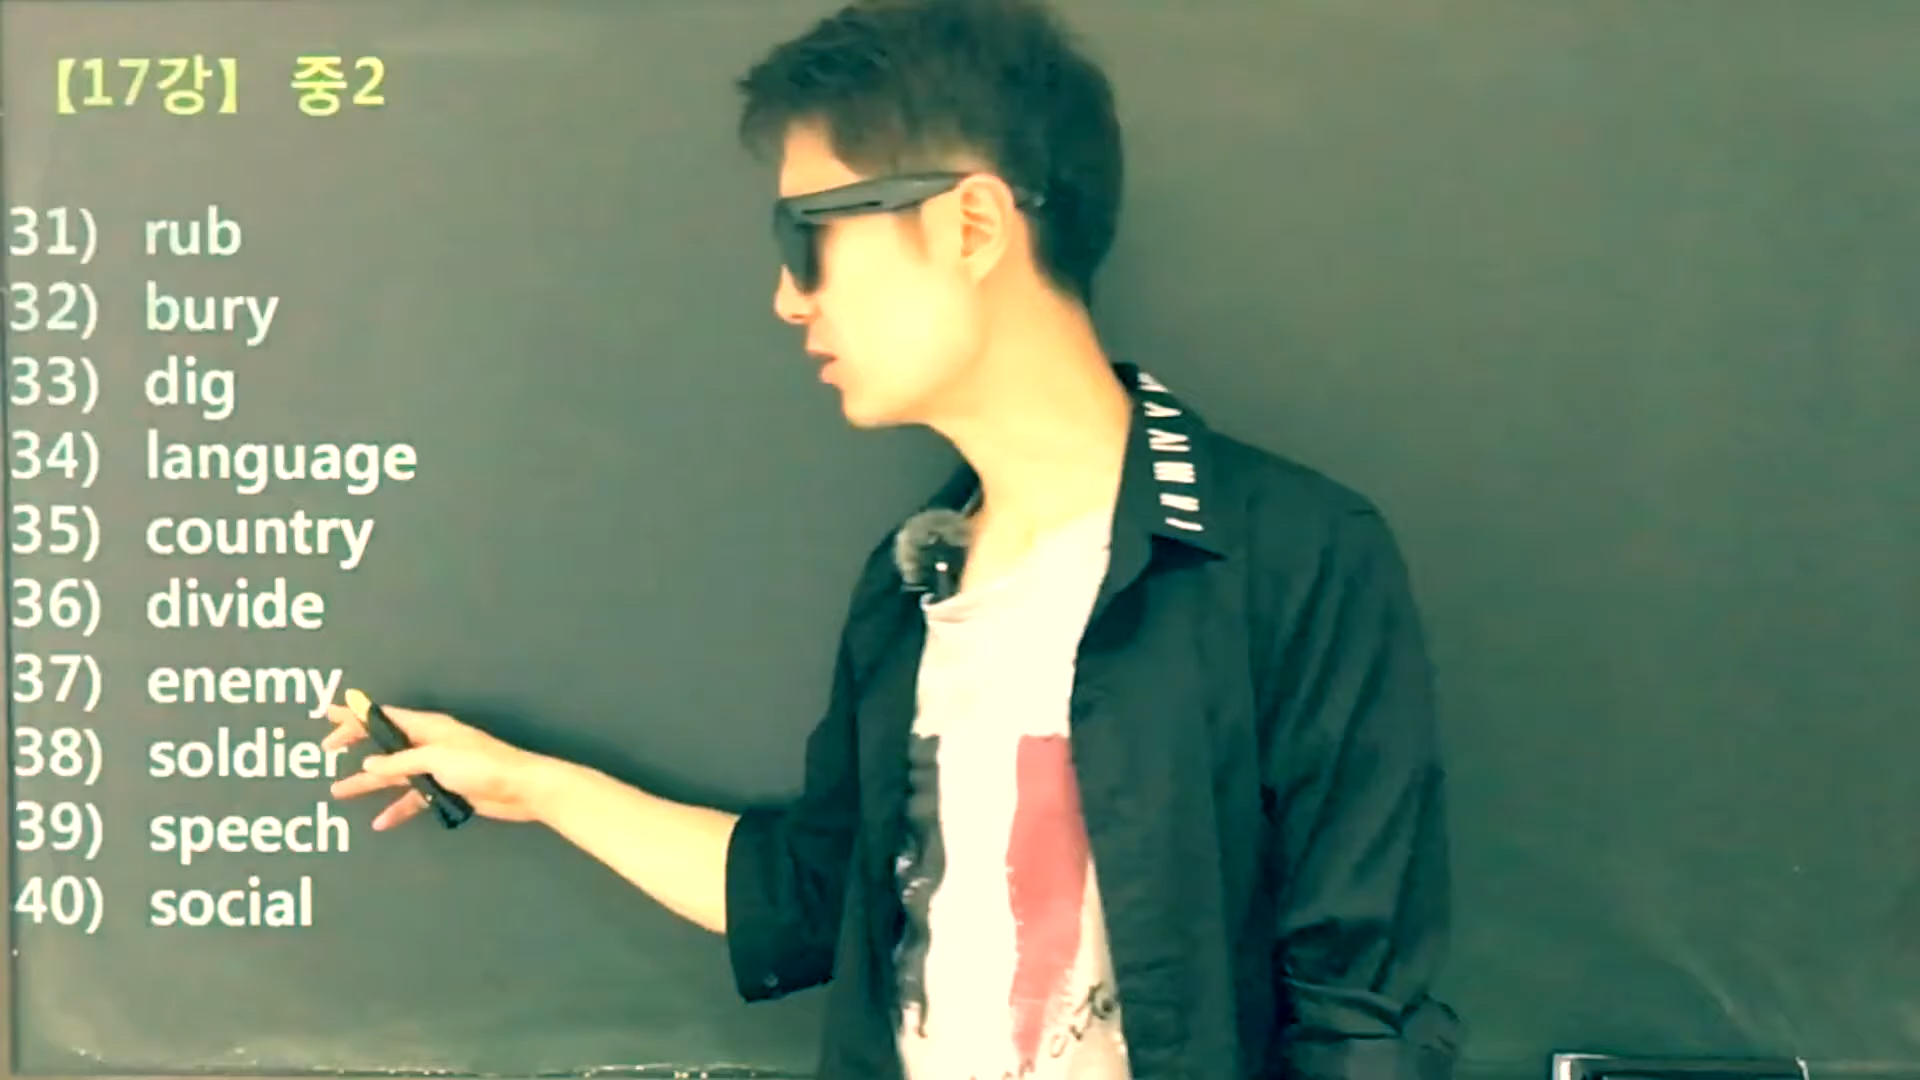 【17강】 중2
31) rub
32) bury
33) dig
34) language
35) country
36) divide
37) enemy
38) soldier
39) speech
40) social